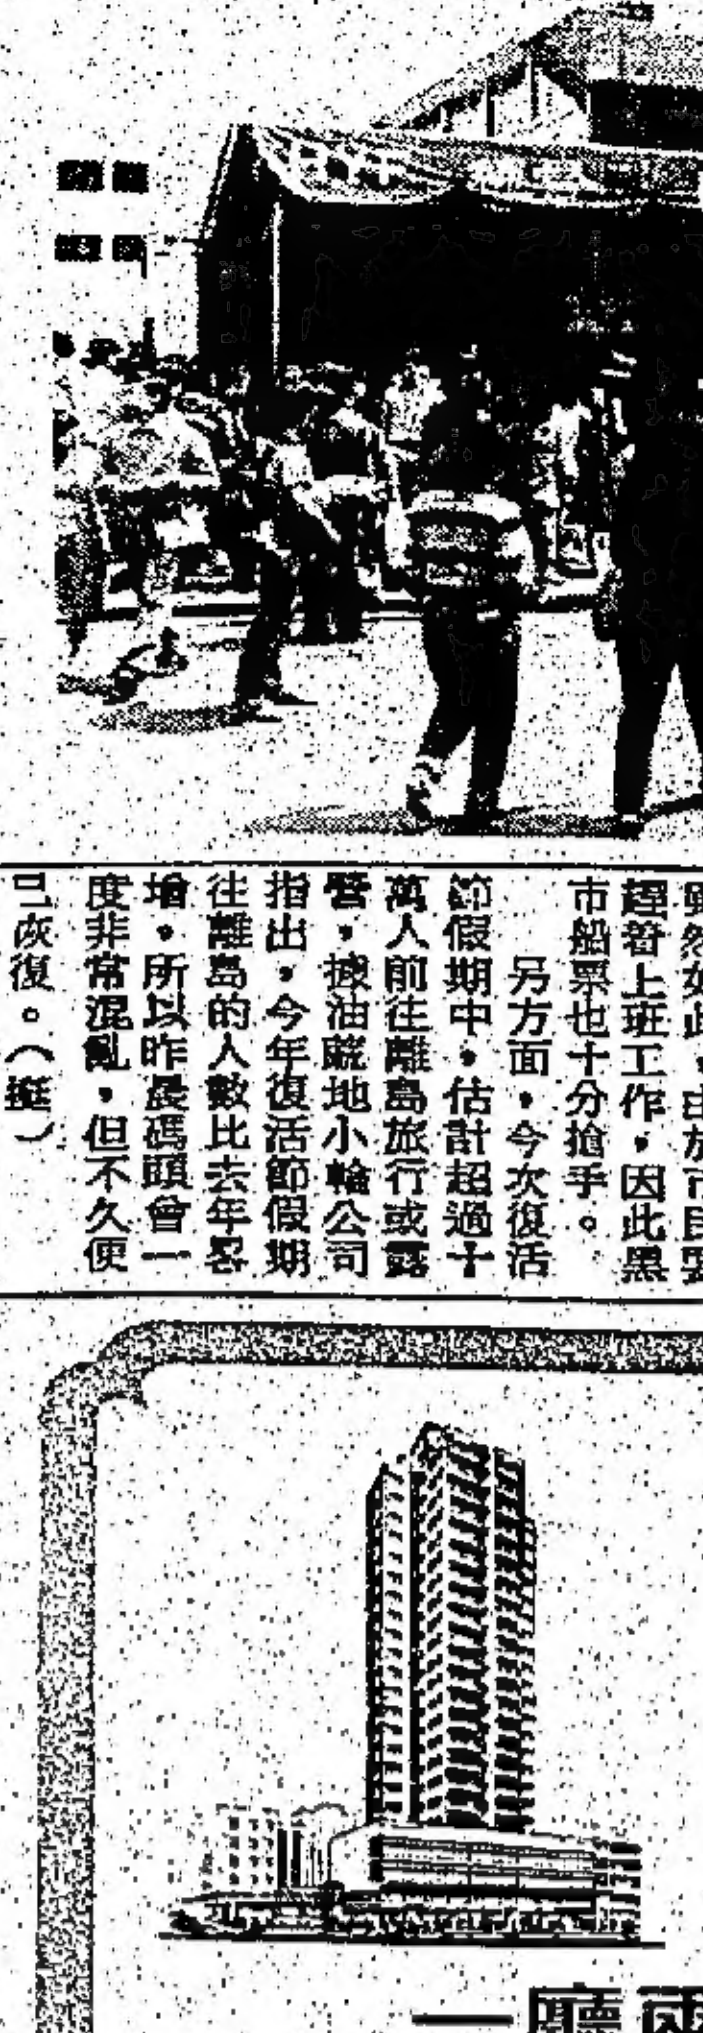 雖然如此，由於市民要
趕着上班工作，因此黑
市船票也十分搶手。
另方面，今次復活
節假期中，估計超過十
萬人前往離島旅行或露
營，據油蔴地小輪公司
指出，今年復活節假期
往離島的人數比去年畧
增，所以昨晨碼頭曾一
度非常混亂，但不久便
已恢復。（挺）
兩廳一